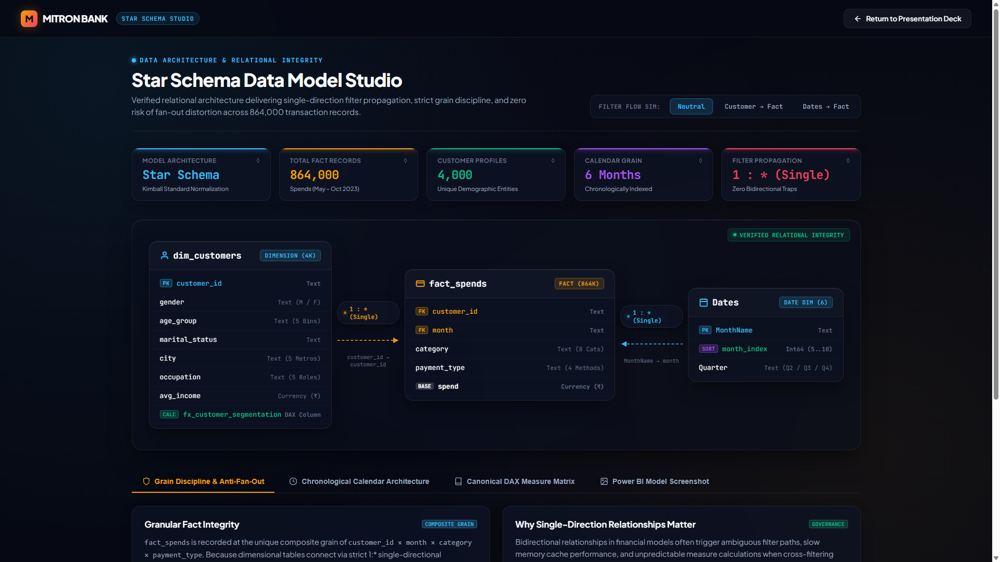 M MITRON BANK STAR SCHEMA STUDIO
← Return to Presentation Deck
DATA ARCHITECTURE & RELATIONAL INTEGRITY
Star Schema Data Model Studio
Verified relational architecture delivering single-direction filter propagation, strict grain discipline, and zero
risk of fan-out distortion across 864,000 transaction records.
FILTER FLOW SIM: Neutral Customer → Fact Dates → Fact
MODEL ARCHITECTURE ◊
Star Schema
Kimball Standard Normalization
TOTAL FACT RECORDS ◊
864,000
Spends (May – Oct 2023)
CUSTOMER PROFILES ◊
4,000
Unique Demographic Entities
CALENDAR GRAIN ◊
6 Months
Chronologically Indexed
FILTER PROPAGATION ◊
1 : * (Single)
Zero Bidirectional Traps
VERIFIED RELATIONAL INTEGRITY
dim_customers DIMENSION (4K)
PK customer_id Text
gender Text (M / F)
age_group Text (5 Bins)
marital_status Text
city Text (5 Metros)
occupation Text (5 Roles)
avg_income Currency (₹)
CALC fx_customer_segmentation DAX Column
1 : *
(Single)
customer_id →
customer_id
fact_spends FACT (864K)
FK customer_id Text
FK month Text
category Text (8 Cats)
payment_type Text (4 Methods)
BASE spend Currency (₹)
1 : *
(Single)
MonthName → month
Dates DATE DIM (6)
PK MonthName Text
SORT month_index Int64 (5..10)
Quarter Text (Q2 / Q3 / Q4)
Grain Discipline & Anti-Fan-Out Chronological Calendar Architecture Canonical DAX Measure Matrix Power BI Model Screenshot
Granular Fact Integrity COMPOSITE GRAIN
fact_spends is recorded at the unique composite grain of customer_id × month × category
× payment_type. Because dimensional tables connect via strict 1:* single-directional
Why Single-Direction Relationships Matter GOVERNANCE
Bidirectional relationships in financial models often trigger ambiguous filter paths, slow
memory cache performance, and unpredictable measure calculations when cross-filtering